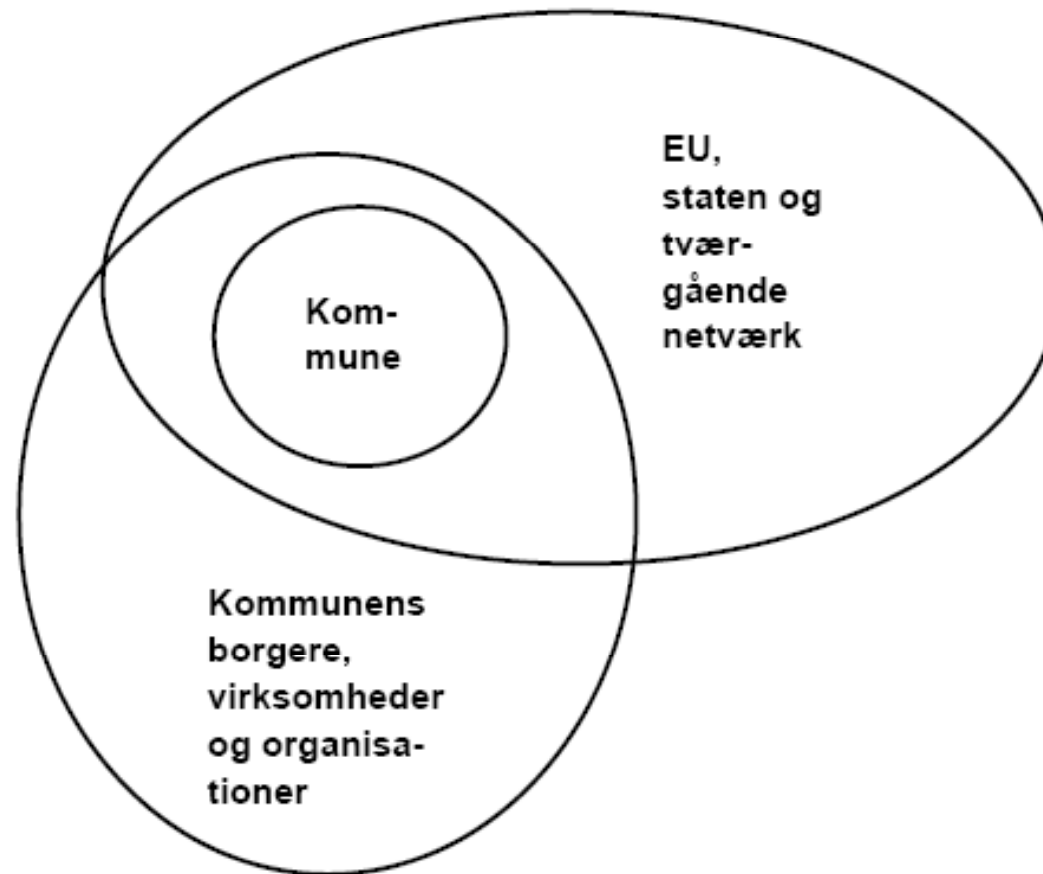 EU,
staten og
tvær-
gående
netværk
Kom-
mune
Kommunens
borgere,
virksomheder
og organisa-
tioner